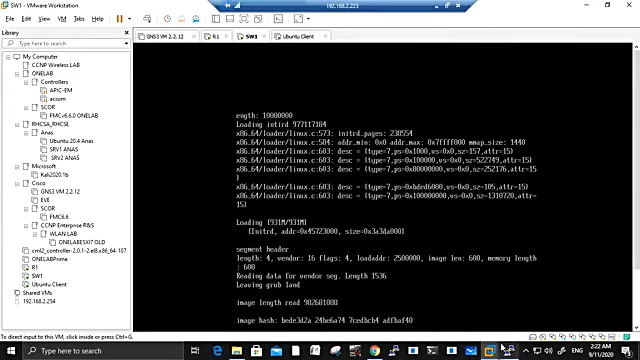 SW1 - VMware Workstation
192.168.2.223
File Edit View VM Tabs Help
Library
Type here to search
GNS3 VM 2.2.12
R1
SW1
Ubuntu Client
My Computer
CCNP Wireless LAB
ONELAB
Controllers
APIC-EM
acsim
SCOR
FMCv6.6.0 ONELAB
RHCSA_RHCSE
Anas
Ubuntu 20.4 Anas
SRV1 ANAS
SRV2 ANAS
Microsoft
Kali2020.1b
Cisco
GNS3 VM 2.2.12
EVE
SCOR
FMC6.6
CCNP Enterprise R&S
WLAN LAB
ONELABESXI7 OLD
cml2_controller-2.0.1-2.el8.x86_64-107
ONELABPrime
R1
SW1
Ubuntu Client
Shared VMs
192.168.2.254
ength: 10000000
Loading initrd 977117184
x86_64/loader/linux.c:573: initrd_pages: 238554
x86_64/loader/linux.c:584: addr_min: 0x0 addr_max: 0x7ffff000 mmap_size: 1440
x86_64/loader/linux.c:603: desc = {type=7,ps=0x1000,vs=0x0,sz=157,attr=15}
x86_64/loader/linux.c:603: desc = {type=7,ps=0x100000,vs=0x0,sz=522749,attr=15}
x86_64/loader/linux.c:603: desc = {type=7,ps=0x80000000,vs=0x0,sz=252176,attr=15
}
x86_64/loader/linux.c:603: desc = {type=7,ps=0xbded6000,vs=0x0,sz=105,attr=15}
x86_64/loader/linux.c:603: desc = {type=7,ps=0x100000000,vs=0x0,sz=1310720,attr=
15}
Loading [931M/931M]
[Initrd, addr=0x45723000, size=0x3a3da000]
segment header
length: 4, vendor: 16 flags: 4, loadaddr: 2500000, image len: 600, memory length
: 600
Reading data for vendor seg. Length 1536
Leaving grub land
image length read 982681088
image hash: bede3d2a 24bc6a74 7cedbcb4 adfbaf40
To direct input to this VM, click inside or press Ctrl+G.
Type here to search
ENG
2:22 AM
9/11/2020